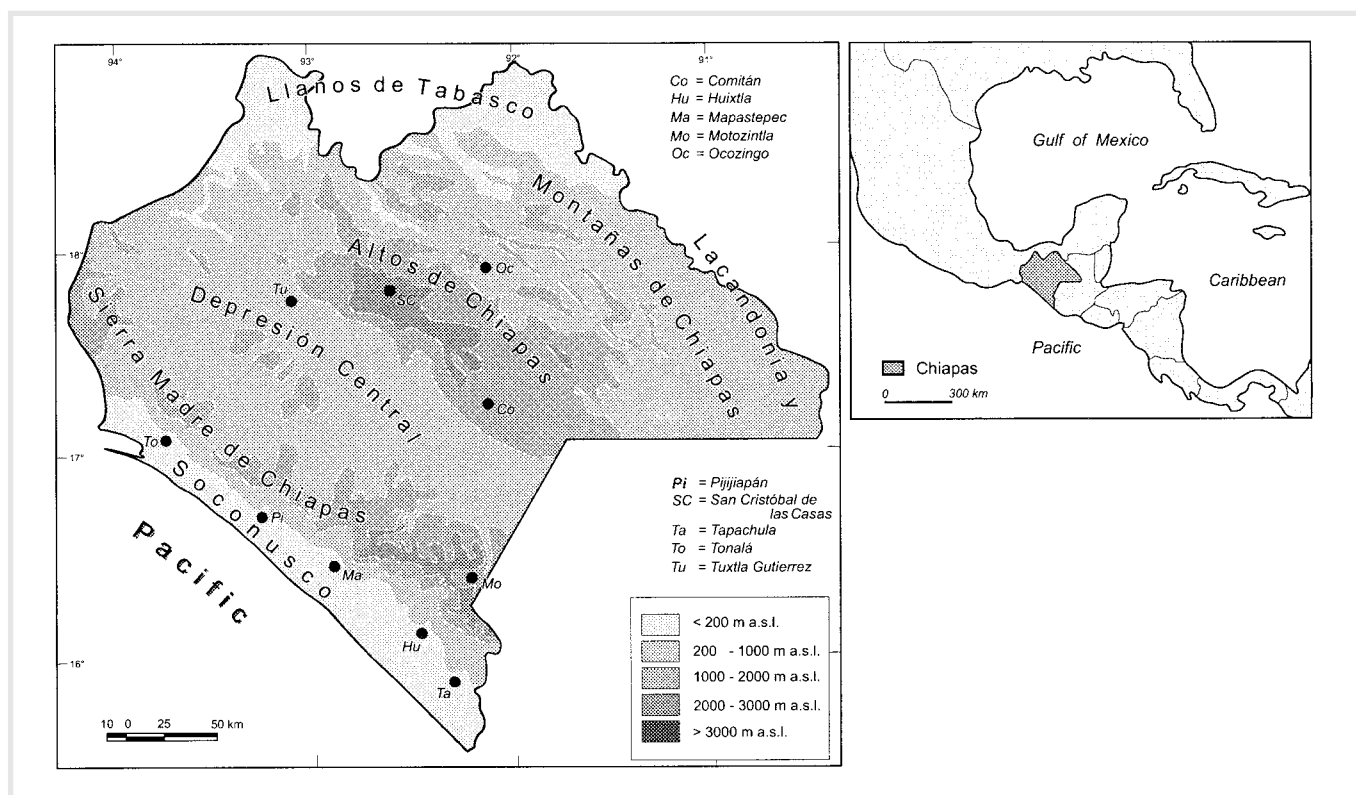 94°
93°
92°
91°
Llaños de Tabasco
Co = Comitán
Hu = Huixtla
Ma = Mapastepec
Mo = Motozintla
Oc = Ocozingo
Montañas de Chiapas
Lacandonia y
18°
Altos de Chiapas
Oc
SC
Tu
Depresión Central
Sierra Madre de Chiapas
Co
To
17°
Soconusco
Pi
Ma
Mo
Hu
Ta
Pacific
16°
10 0 25 50 km
Pi = Pijijiapán
SC = San Cristóbal de
las Casas
Ta = Tapachula
To = Tonalá
Tu = Tuxtla Gutierrez
< 200 m a.s.l.
200 - 1000 m a.s.l.
1000 - 2000 m a.s.l.
2000 - 3000 m a.s.l.
> 3000 m a.s.l.
Gulf of Mexico
Caribbean
Pacific
Chiapas
0 300 km